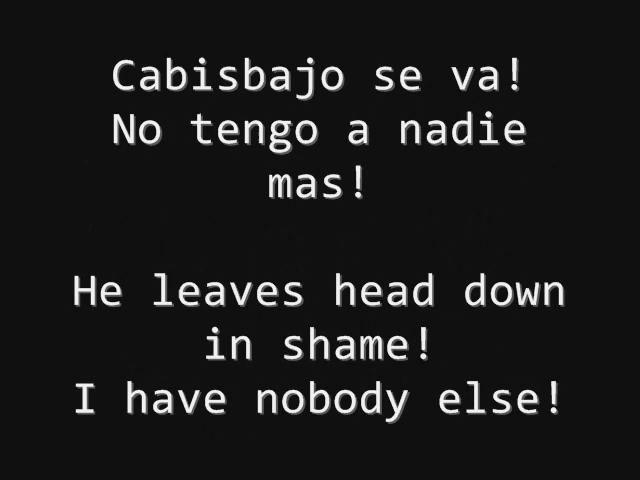 Cabisbajo se va!
No tengo a nadie
mas!
He leaves head down
in shame!
I have nobody else!